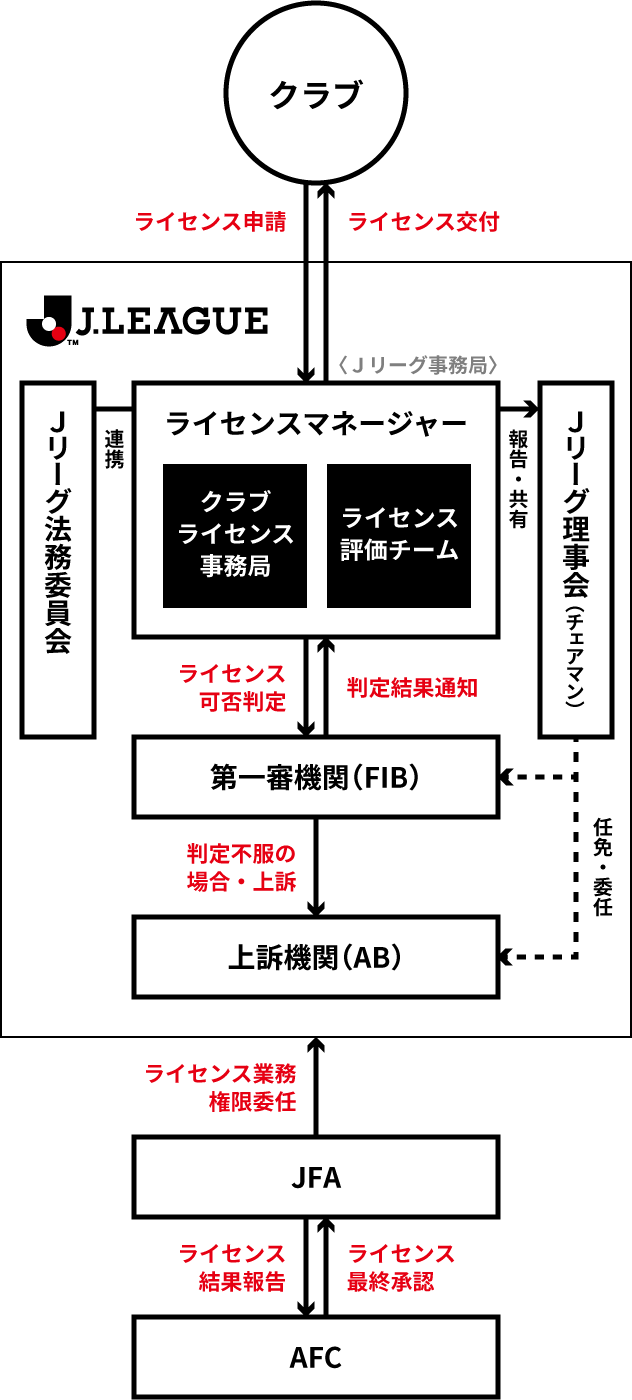 クラブ
ライセンス申請
ライセンス交付
J.LEAGUE
TM
〈Jリーグ事務局〉
Jリーグ法務委員会
連携
ライセンスマネージャー
クラブ
ライセンス
事務局
ライセンス
評価チーム
報告・共有
Jリーグ理事会(チェアマン)
ライセンス
可否判定
判定結果通知
第一審機関(FIB)
判定不服の
場合・上訴
任免・委任
上訴機関(AB)
ライセンス業務
権限委任
JFA
ライセンス
結果報告
ライセンス
最終承認
AFC